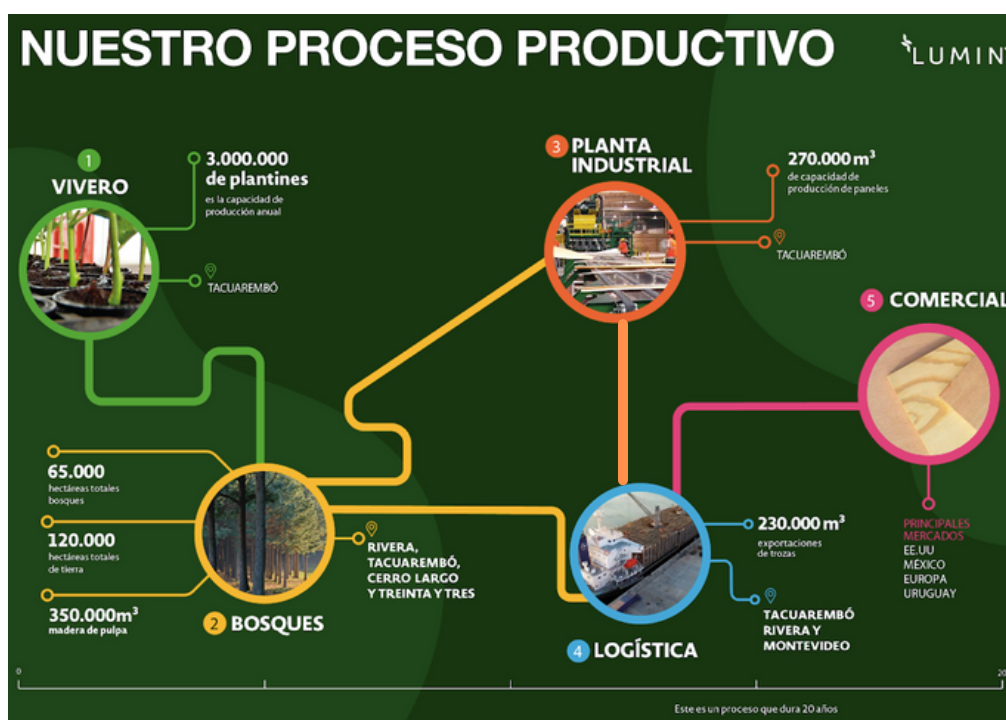 NUESTRO PROCESO PRODUCTIVO
LUMIN
1
VIVERO
3.000.000
de plantines
es la capacidad de
producción anual
TACUAREMBÓ
3 PLANTA
INDUSTRIAL
270.000 m³
de capacidad de
producción de paneles
TACUAREMBÓ
5 COMERCIAL
PRINCIPALES
MERCADOS
EE.UU
MÉXICO
EUROPA
URUGUAY
65.000
hectáreas totales
bosques
120.000
hectáreas totales
de tierra
350.000m³
madera de pulpa
RIVERA,
TACUAREMBÓ,
CERRO LARGO
Y TREINTA Y TRES
2 BOSQUES
230.000 m³
exportaciones
de trozas
TACUAREMBÓ
RIVERA Y
MONTEVIDEO
4 LOGÍSTICA
0
20
Este es un proceso que dura 20 años